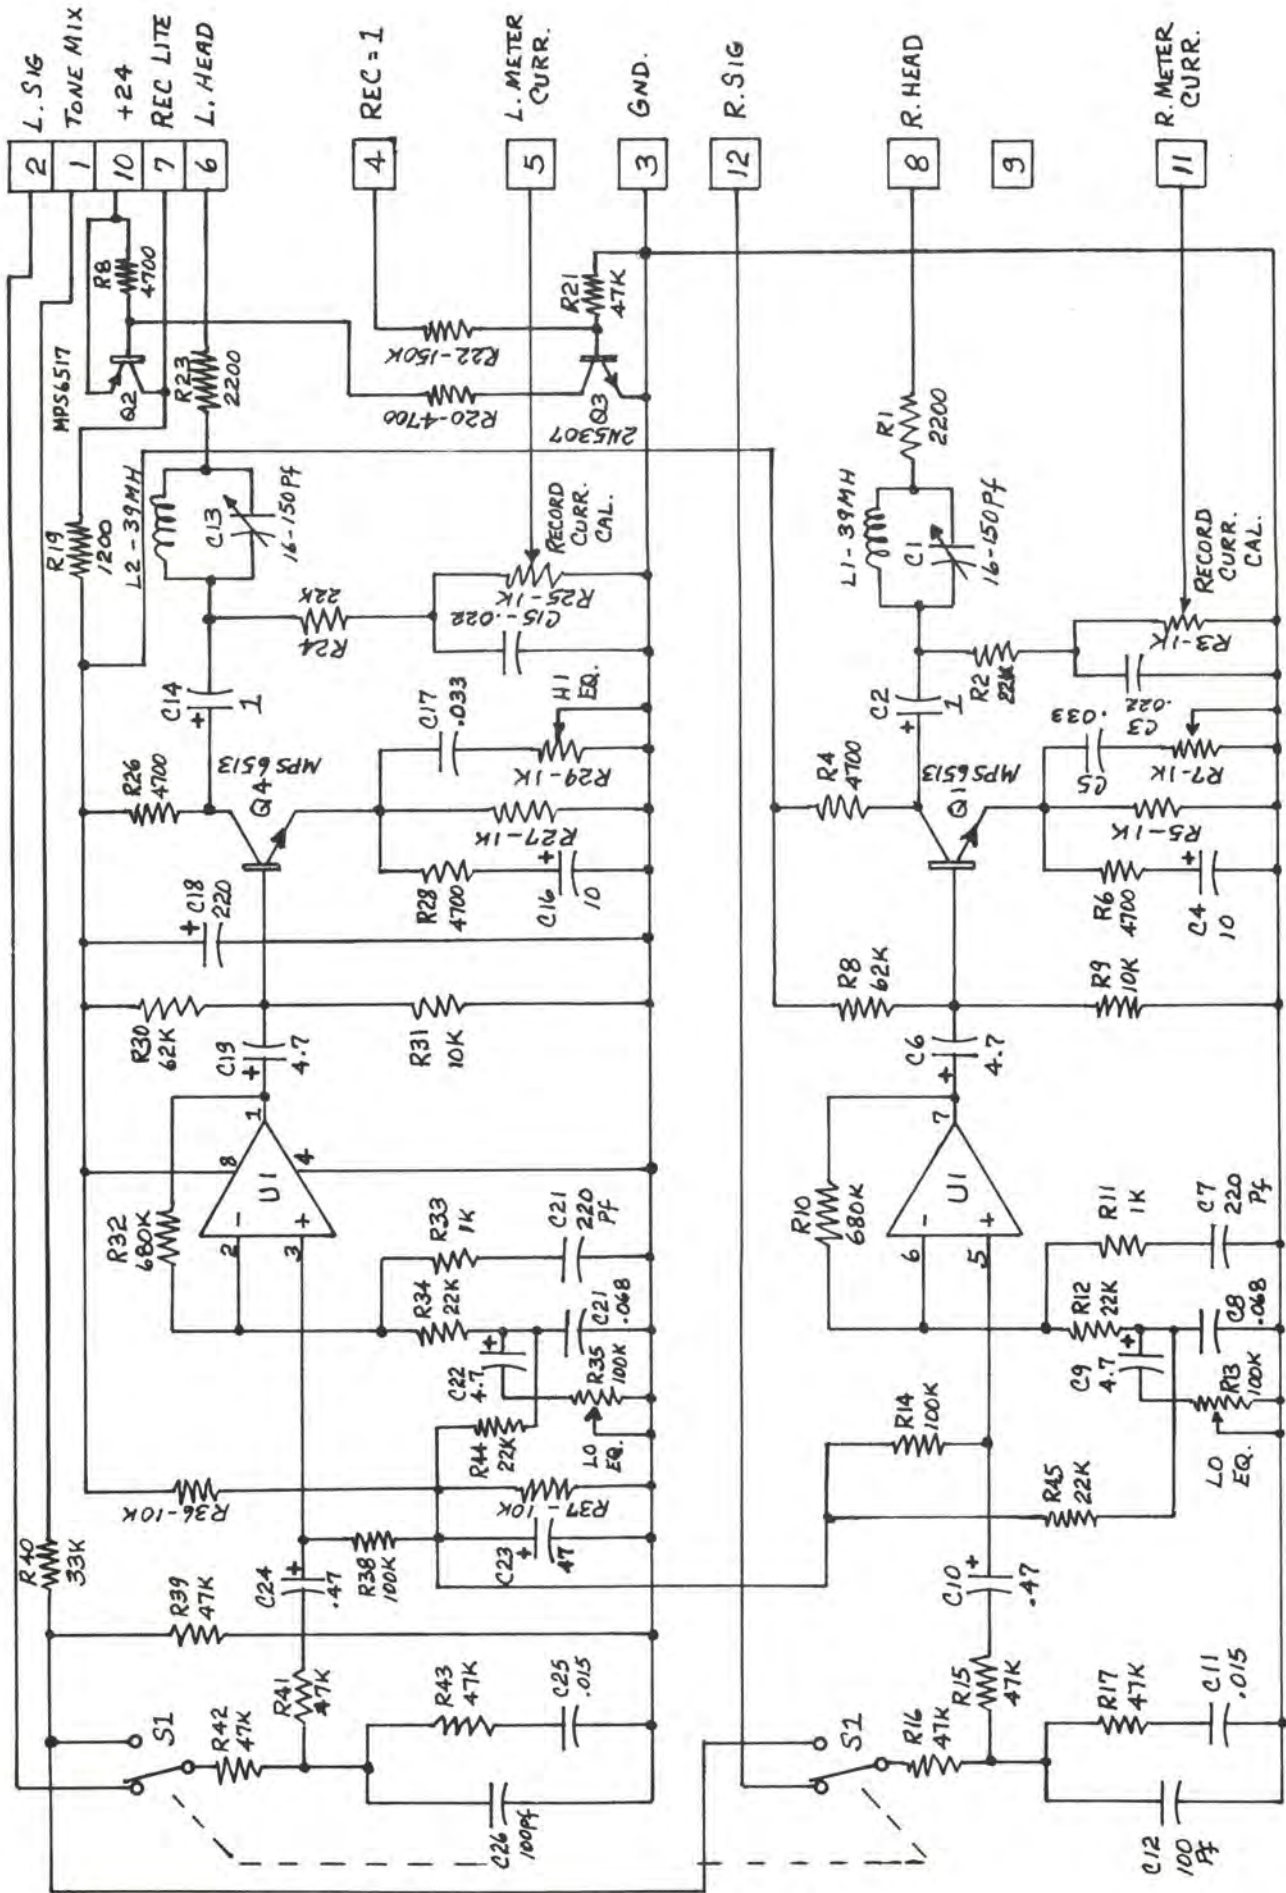 2 L. SIG
1 TONE MIX
10 +24
7 REC LITE
6 L. HEAD
4 REC = 1
5 L. METER CURR.
3 GND.
12 R. SIG
8 R. HEAD
9
11 R. METER CURR.
R8
4700
MPS6517
Q2
R23
2200
R19
1200
L2-39MH
C13
16-150Pf
R22-150K
R21
47K
R20-4700
Q3
2N5307
R24
22K
C15-.022
R25-1K
RECORD
CURR.
CAL.
C14
+
1
R26
4700
Q4
MPS6513
C17
.033
R29-1K
HI
EQ.
R27-1K
R28
4700
C16
+
10
C18
+
220
R30
62K
C19
+
4.7
R31
10K
R32
680K
U1
-
+
1
8
4
2
3
R33
1K
C21
220
Pf
R34
22K
C21
.068
C22
4.7
+
R35
100K
LO
EQ.
R44
22K
R36-10K
R37-10K
C23
+
47
R38
100K
C24
+
.47
R40
33K
R39
47K
R41
47K
S1
R42
47K
R43
47K
C25
.015
C26
100Pf
L1-39MH
C1
16-150Pf
R1
2200
C2
+
1
R2
22K
C3
.022
R3-1K
RECORD
CURR.
CAL.
R4
4700
Q1
MPS6513
C5
.033
R7-1K
R5-1K
R6
4700
C4
+
10
R8
62K
R9
10K
C6
+
4.7
R10
680K
U1
-
+
7
6
5
R11
1K
C7
220
Pf
R12
22K
C8
.068
C9
4.7
+
R13
100K
LO
EQ.
R14
100K
R45
22K
C10
+
.47
R15
47K
S1
R16
47K
R17
47K
C11
.015
C12
100
Pf